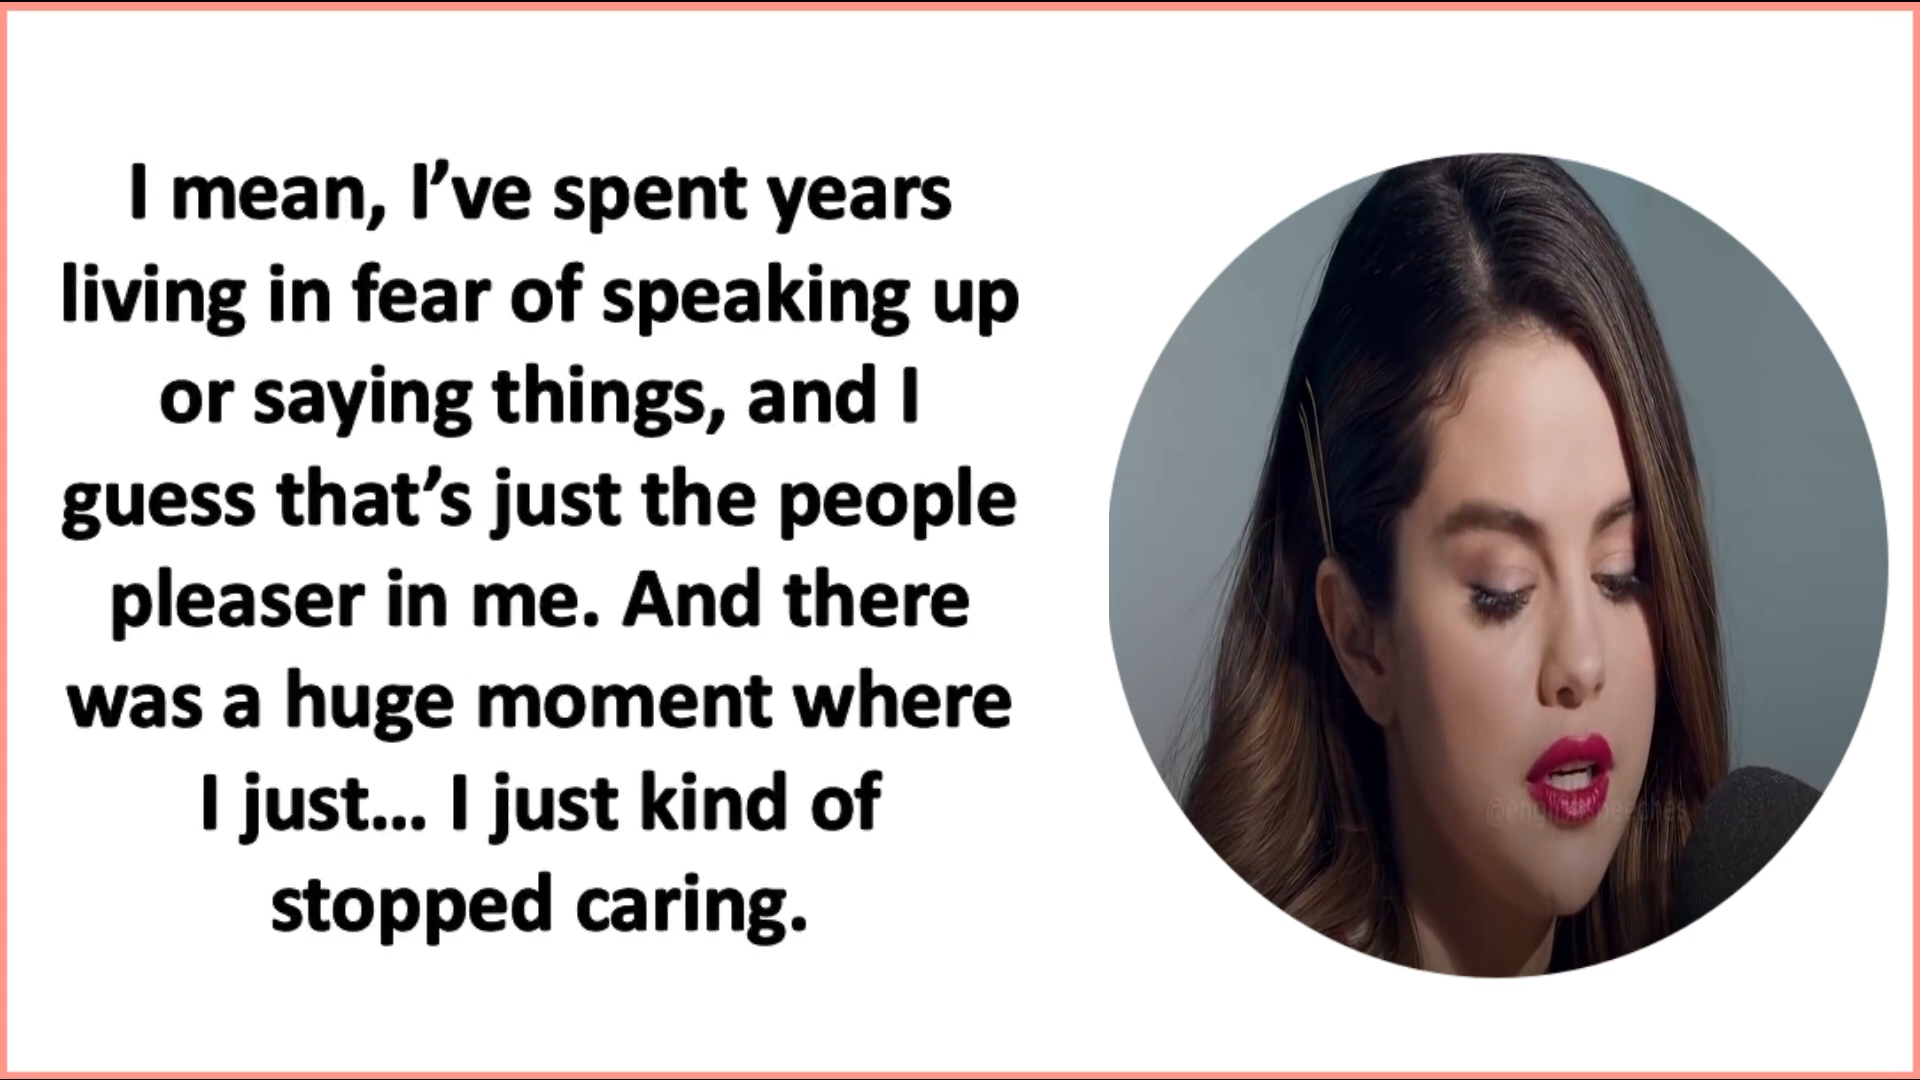 I mean, I’ve spent years
living in fear of speaking up
or saying things, and I
guess that’s just the people
pleaser in me. And there
was a huge moment where
I just… I just kind of
stopped caring.